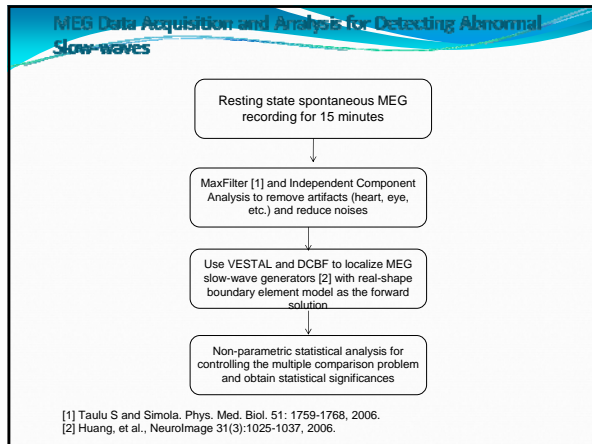 MEG Data Acquisition and Analysis for Detecting Abnormal
Slow-waves
Resting state spontaneous MEG
recording for 15 minutes
MaxFilter [1] and Independent Component
Analysis to remove artifacts (heart, eye,
etc.) and reduce noises
Use VESTAL and DCBF to localize MEG
slow-wave generators [2] with real-shape
boundary element model as the forward
solution
Non-parametric statistical analysis for
controlling the multiple comparison problem
and obtain statistical significances
[1] Taulu S and Simola. Phys. Med. Biol. 51: 1759-1768, 2006.
[2] Huang, et al., NeuroImage 31(3):1025-1037, 2006.